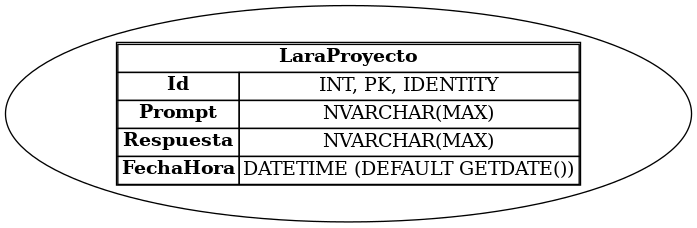 LaraProyecto
Id INT, PK, IDENTITY
Prompt NVARCHAR(MAX)
Respuesta NVARCHAR(MAX)
FechaHora DATETIME (DEFAULT GETDATE())